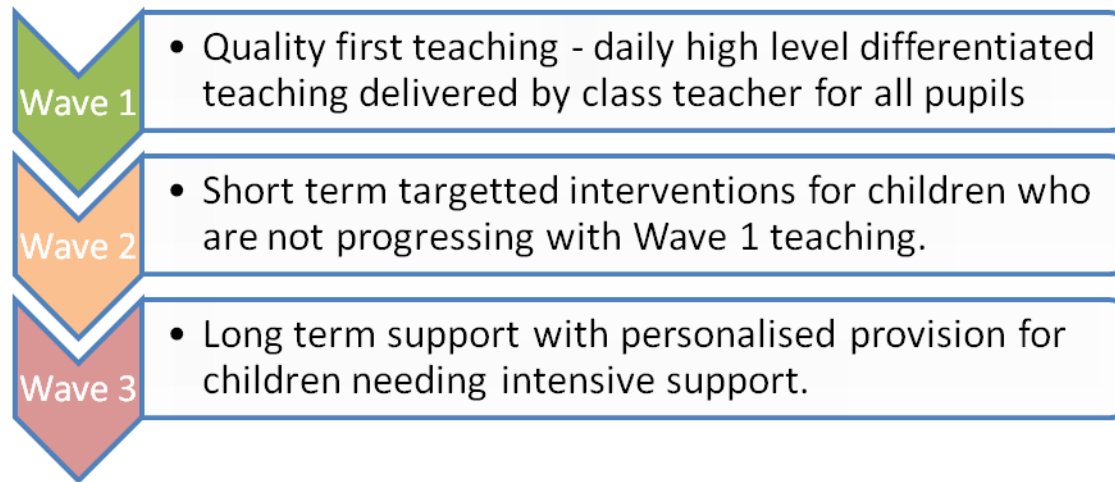 Wave 1
• Quality first teaching - daily high level differentiated
teaching delivered by class teacher for all pupils
Wave 2
• Short term targetted interventions for children who
are not progressing with Wave 1 teaching.
Wave 3
• Long term support with personalised provision for
children needing intensive support.